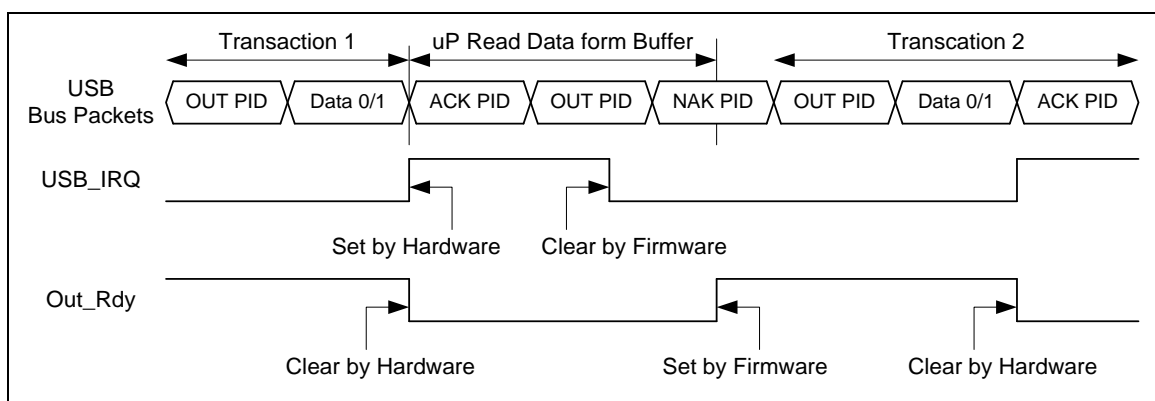 Transaction 1
uP Read Data form Buffer
Transcation 2
USB
Bus Packets
OUT PID
Data 0/1
ACK PID
OUT PID
NAK PID
OUT PID
Data 0/1
ACK PID
USB_IRQ
Set by Hardware
Clear by Firmware
Out_Rdy
Clear by Hardware
Set by Firmware
Clear by Hardware